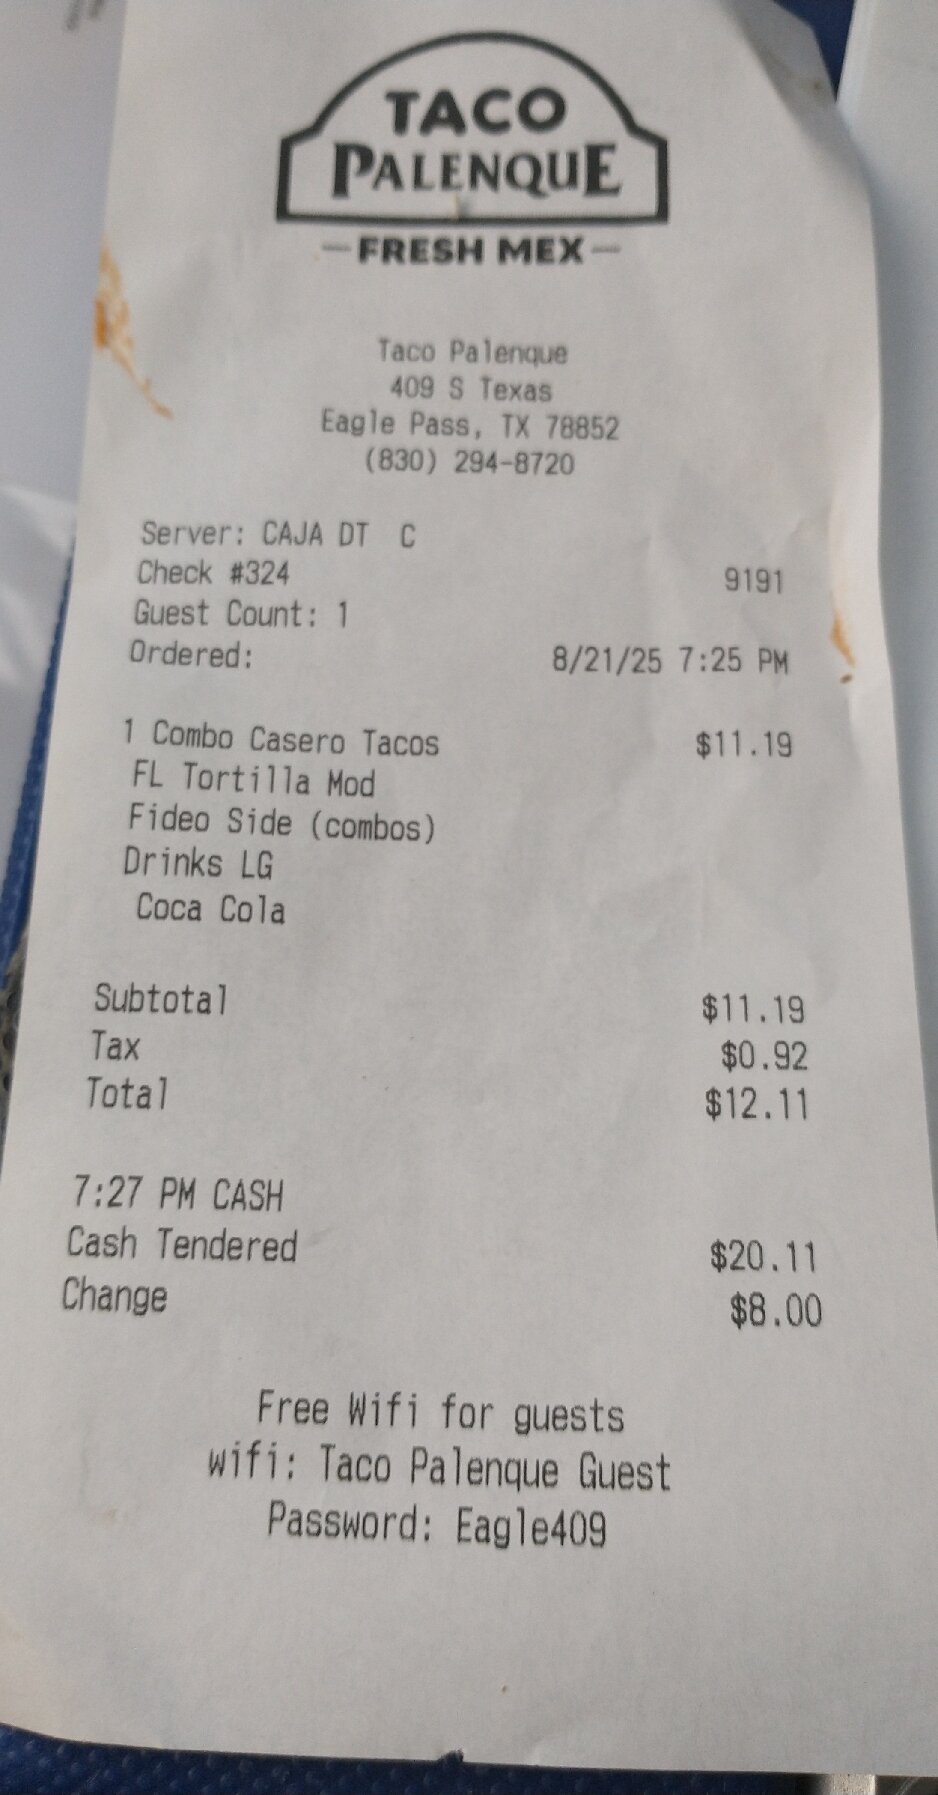 TACO
PALENQUE
—FRESH MEX—
Taco Palenque
409 S Texas
Eagle Pass, TX 78852
(830) 294-8720
Server: CAJA DT C
Check #324 9191
Guest Count: 1
Ordered: 8/21/25 7:25 PM
1 Combo Casero Tacos $11.19
FL Tortilla Mod
Fideo Side (combos)
Drinks LG
Coca Cola
Subtotal $11.19
Tax $0.92
Total $12.11
7:27 PM CASH
Cash Tendered $20.11
Change $8.00
Free Wifi for guests
wifi: Taco Palenque Guest
Password: Eagle409